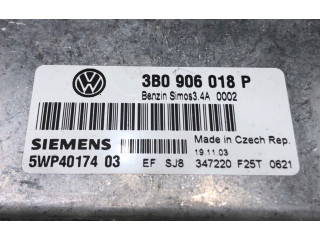 3B0 906 018 P
Benzin Simos3.4A 0002
SIEMENS
Made in Czech Rep.
19.11.03
5WP40174 03 EF SJ8 347220 F25T 0621